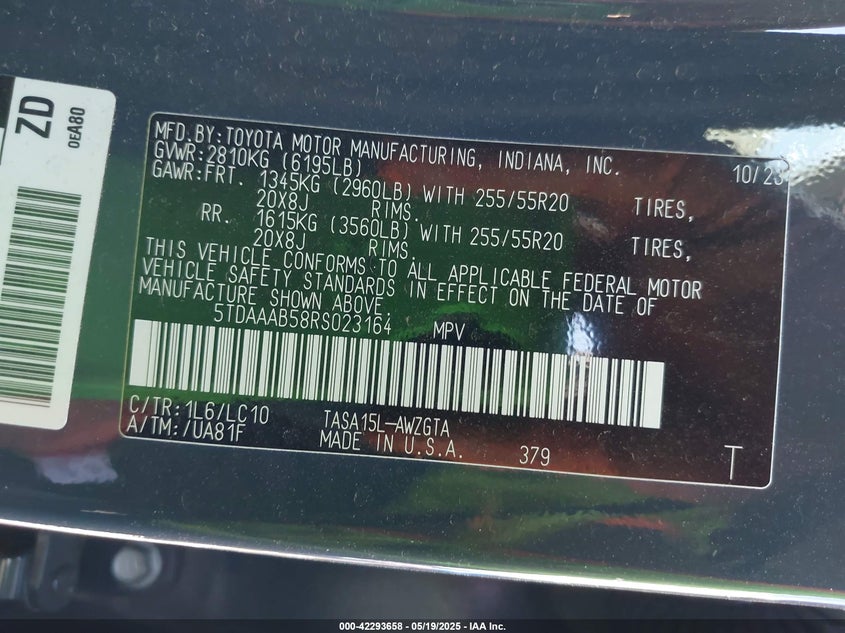 ZD
0EA80
MFD.BY:TOYOTA MOTOR MANUFACTURING, INDIANA, INC. 10/23
GVWR:2810KG (6195LB)
GAWR:FRT. 1345KG (2960LB) WITH 255/55R20 TIRES,
20X8J RIMS.
RR. 1615KG (3560LB) WITH 255/55R20 TIRES,
20X8J RIMS.
THIS VEHICLE CONFORMS TO ALL APPLICABLE FEDERAL MOTOR
VEHICLE SAFETY STANDARDS IN EFFECT ON THE DATE OF
MANUFACTURE SHOWN ABOVE.
5TDAAAB58RS023164 MPV
C/TR:1L6/LC10 TASA15L-AWZGTA
A/TM:/UA81F MADE IN U.S.A. 379 T
000-42293658 - 05/19/2025 - IAA Inc.